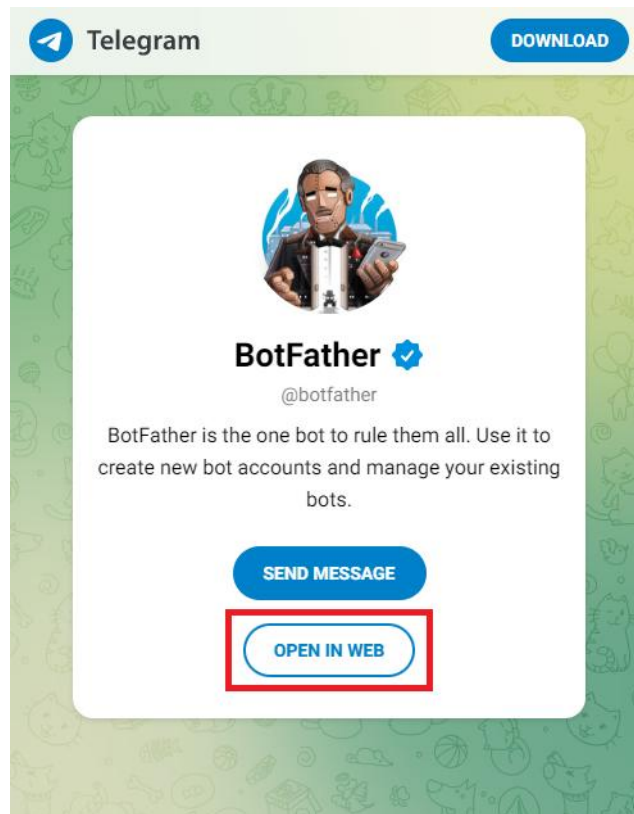 Telegram
DOWNLOAD
BotFather
@botfather
BotFather is the one bot to rule them all. Use it to
create new bot accounts and manage your existing
bots.
SEND MESSAGE
OPEN IN WEB